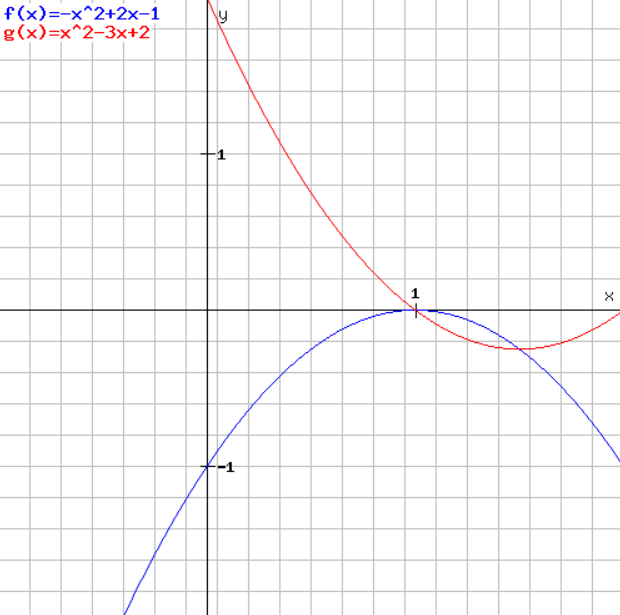 f(x)=-x^2+2x-1
g(x)=x^2-3x+2
y
1
1
x
-1